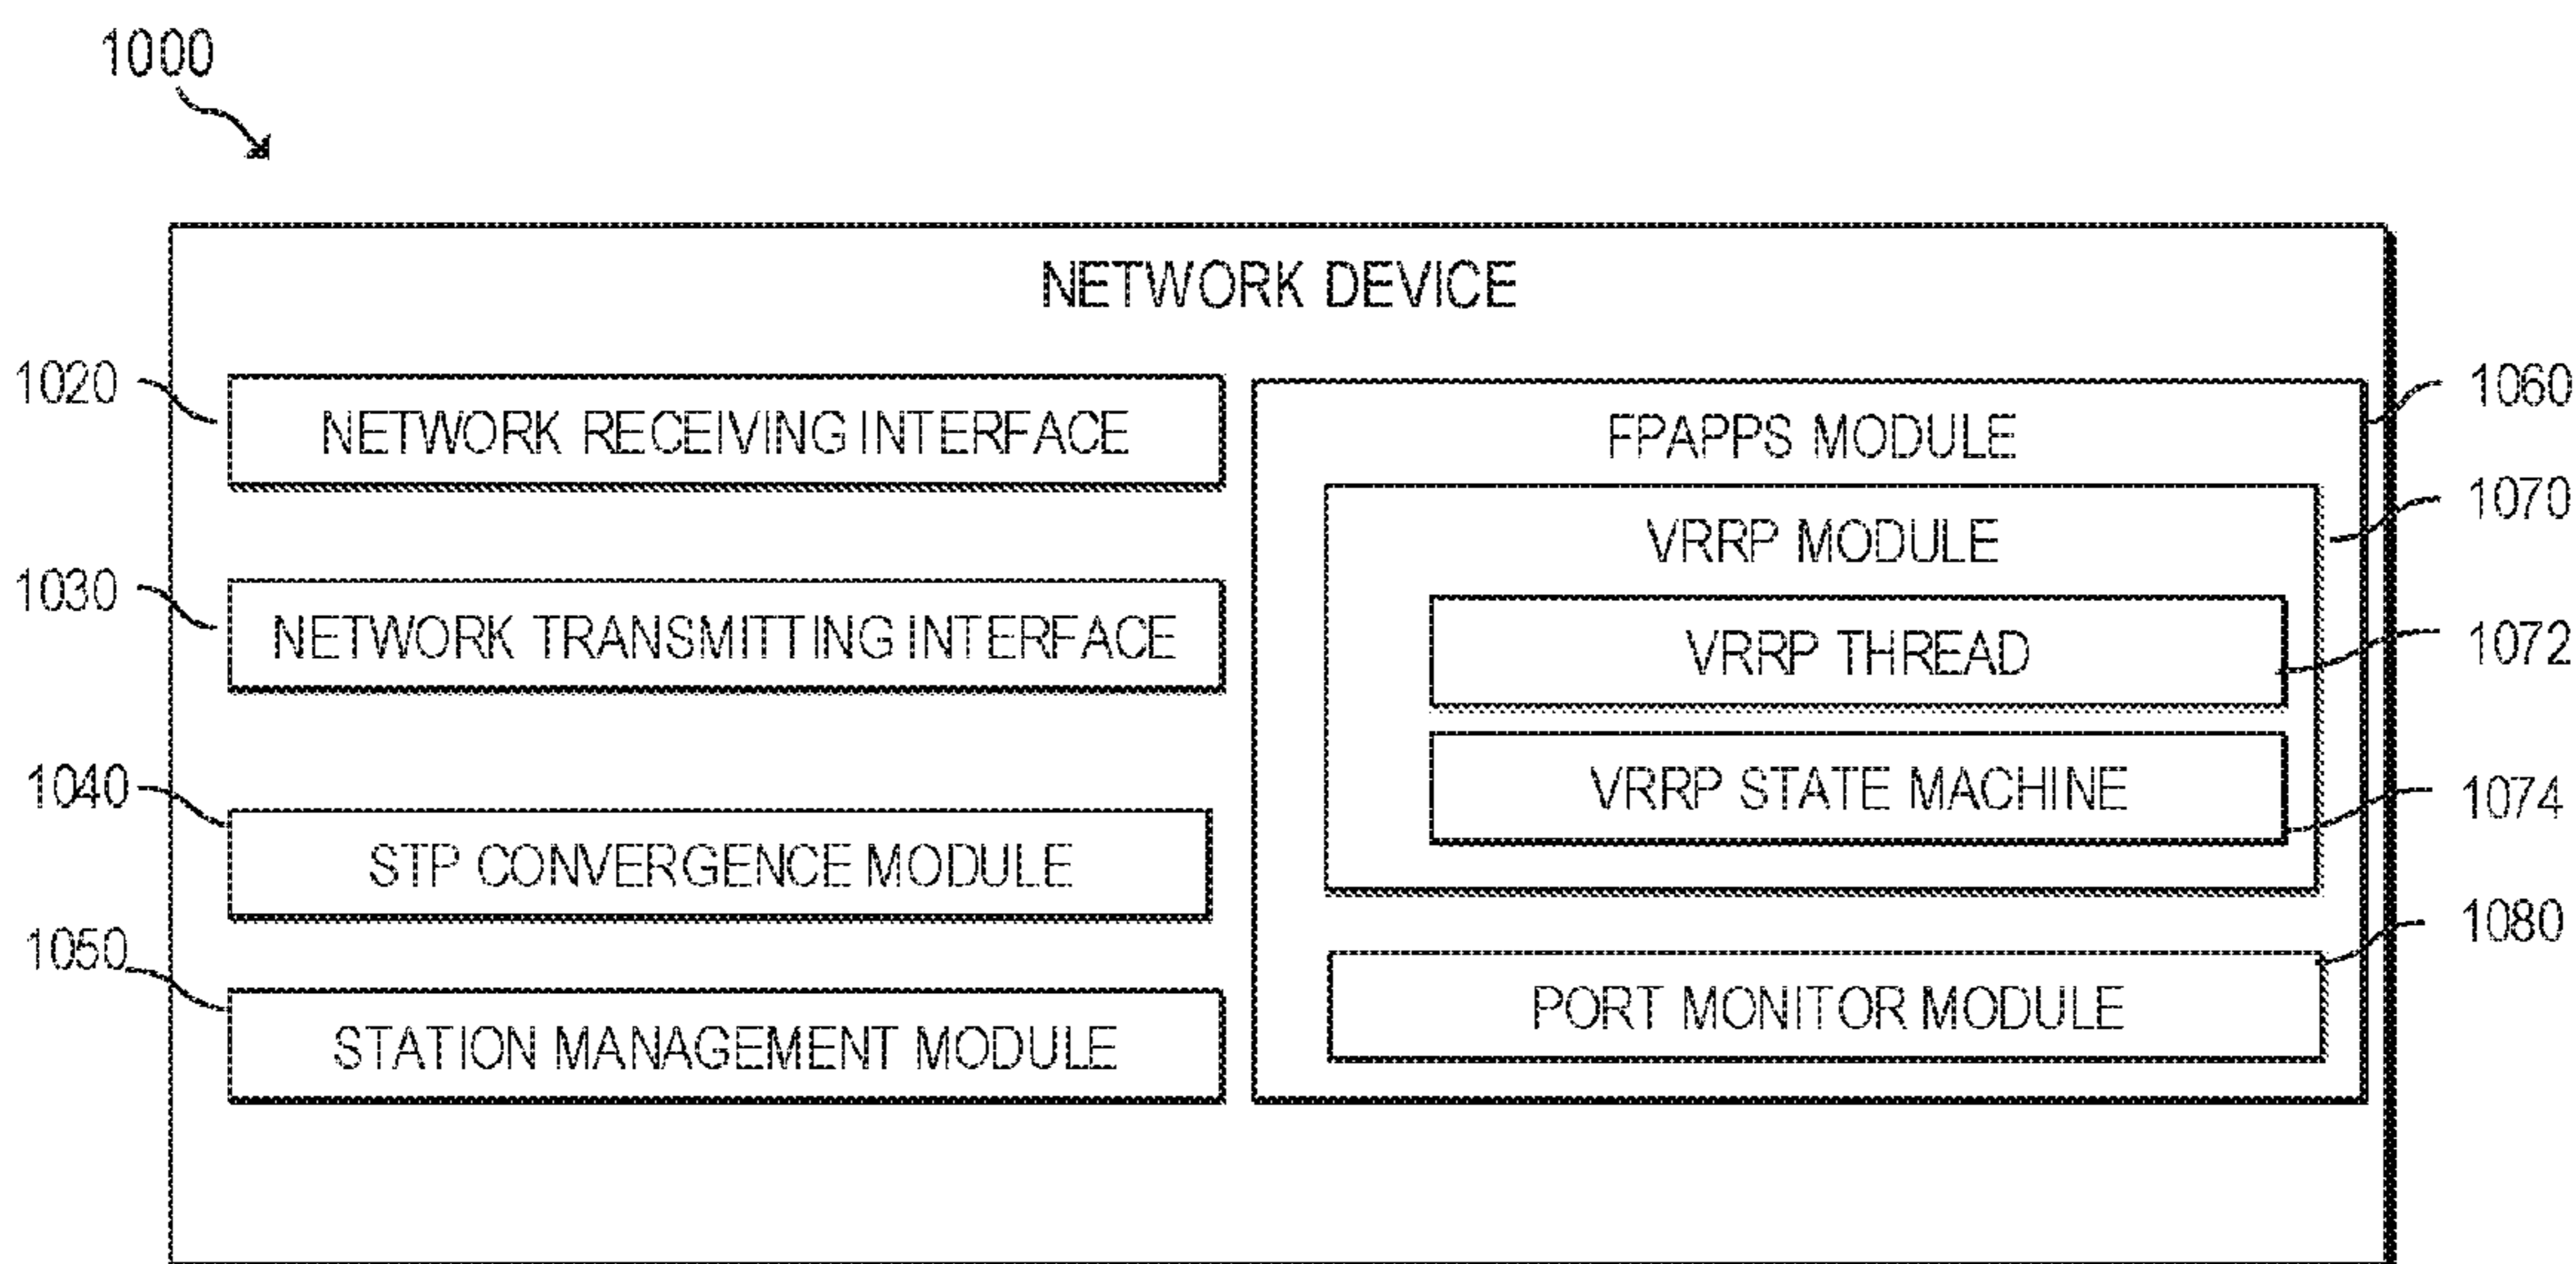 1000
NETWORK DEVICE
1020
NETWORK RECEIVING INTERFACE
1030
NETWORK TRANSMITTING INTERFACE
1040
STP CONVERGENCE MODULE
1050
STATION MANAGEMENT MODULE
FPAPPS MODULE
1060
VRRP MODULE
1070
VRRP THREAD
1072
VRRP STATE MACHINE
1074
PORT MONITOR MODULE
1080